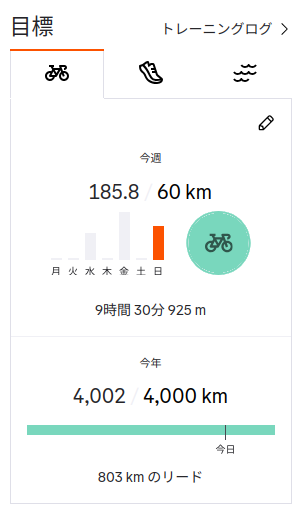 目標
トレーニングログ
今週
185.8 / 60 km
月 火 水 木 金 土 日
9時間 30分 925 m
今年
4,002 / 4,000 km
今日
803 km のリード